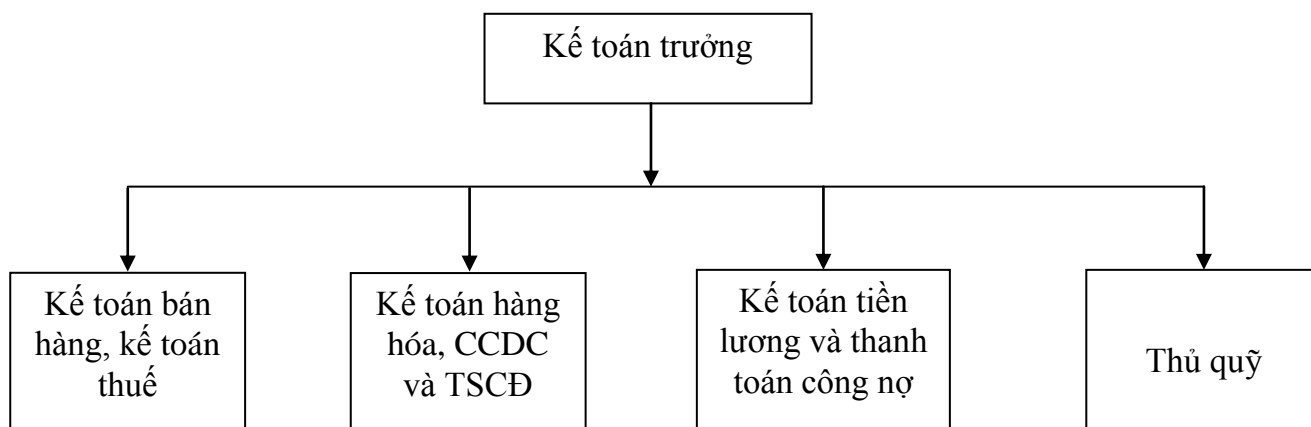 Kế toán trưởng
Kế toán bán
hàng, kế toán
thuế
Kế toán hàng
hóa, CCDC
và TSCĐ
Kế toán tiền
lương và thanh
toán công nợ
Thủ quỹ